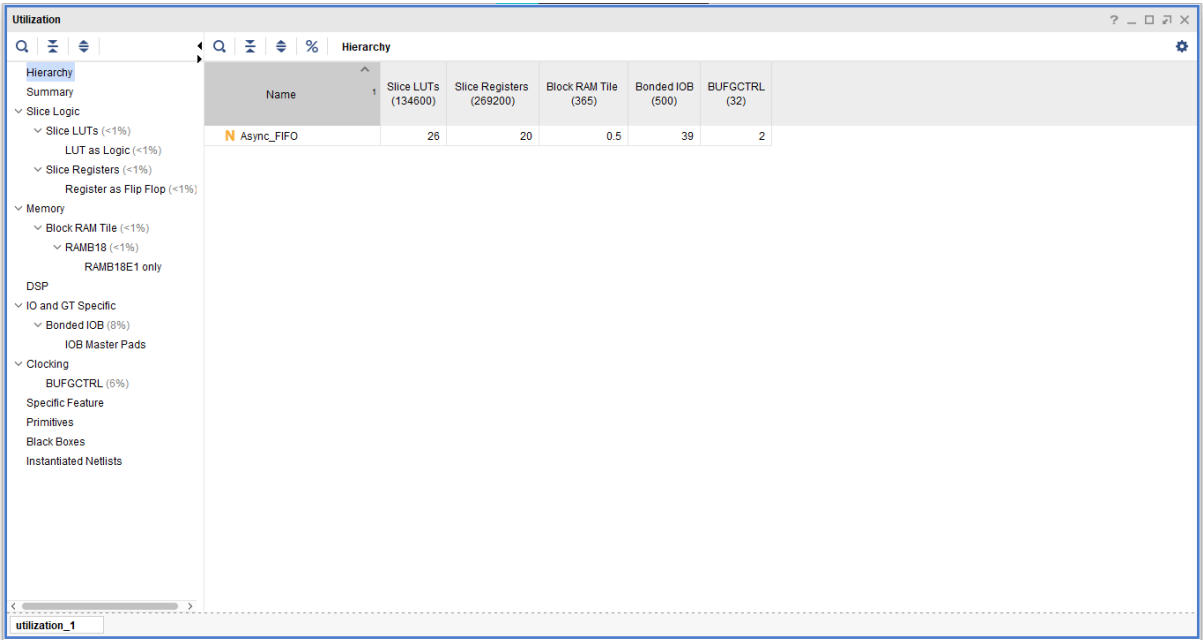 Utilization
Hierarchy
Hierarchy
Summary
Slice Logic
Slice LUTs (<1%)
LUT as Logic (<1%)
Slice Registers (<1%)
Register as Flip Flop (<1%)
Memory
Block RAM Tile (<1%)
RAMB18 (<1%)
RAMB18E1 only
DSP
IO and GT Specific
Bonded IOB (8%)
IOB Master Pads
Clocking
BUFGCTRL (6%)
Specific Feature
Primitives
Black Boxes
Instantiated Netlists
Name 1 Slice LUTs Slice Registers Block RAM Tile Bonded IOB BUFGCTRL
(134600) (269200) (365) (500) (32)
N Async_FIFO 26 20 0.5 39 2
utilization_1